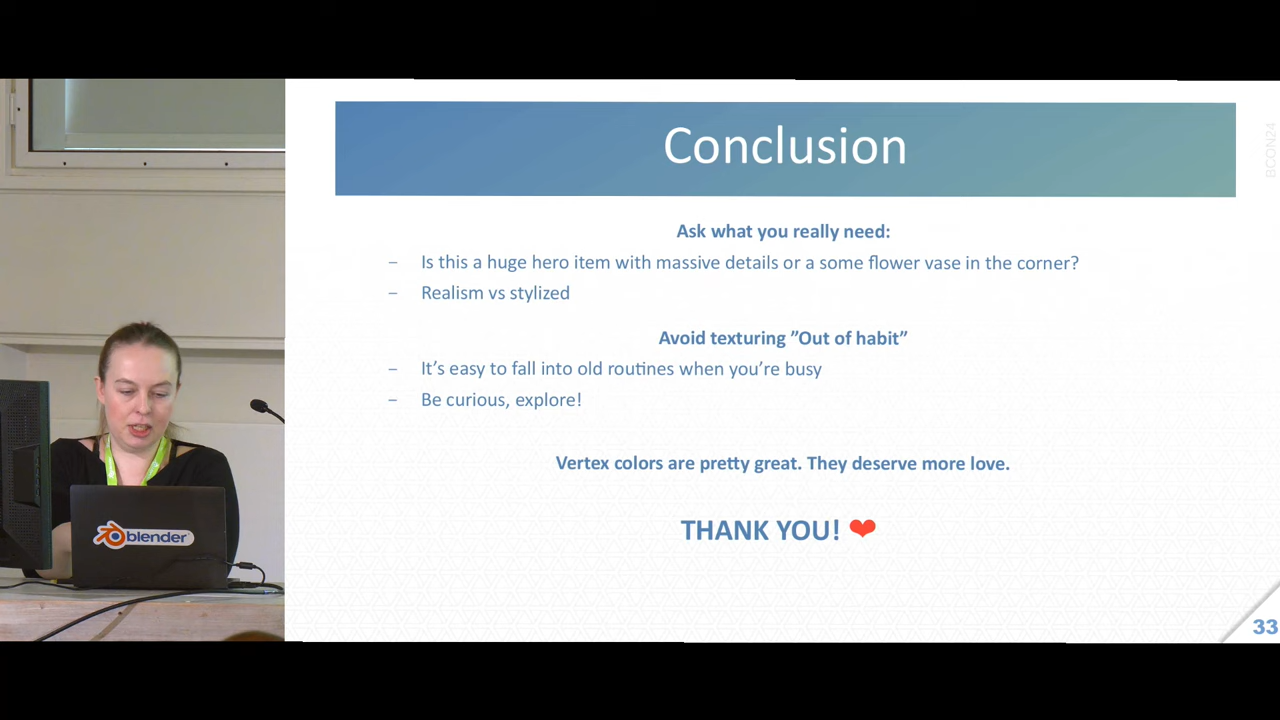 Conclusion
Ask what you really need:
- Is this a huge hero item with massive details or a some flower vase in the corner?
- Realism vs stylized
Avoid texturing ”Out of habit”
- It’s easy to fall into old routines when you’re busy
- Be curious, explore!
Vertex colors are pretty great. They deserve more love.
THANK YOU! ❤
33
BCON24
blender